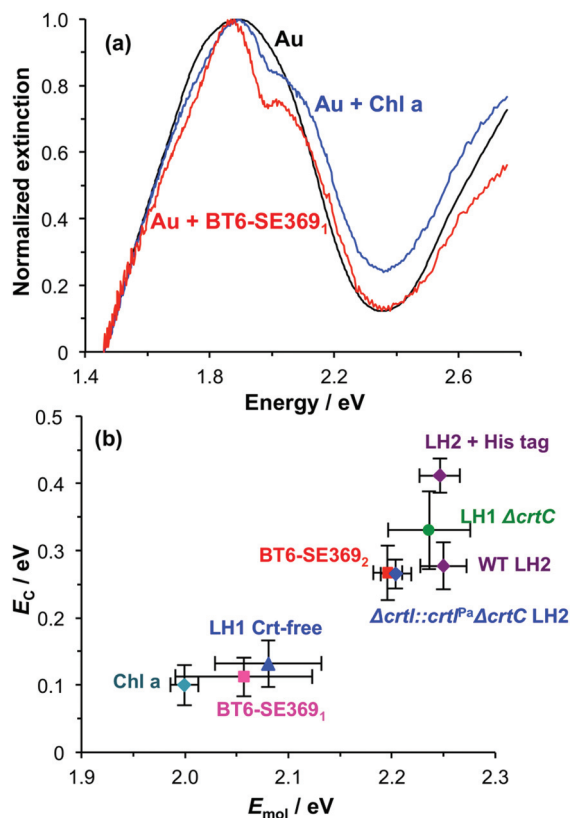 (a)
Au
Au + Chl a
Au + BT6-SE369₁
Normalized extinction
1.0
0.8
0.6
0.4
0.2
0
1.4
1.8
2.2
2.6
Energy / eV
(b)
LH2 + His tag
LH1 ΔcrtC
BT6-SE369₂
WT LH2
ΔcrtI::crtIᴾᵃΔcrtC LH2
LH1 Crt-free
Chl a
BT6-SE369₁
E_C / eV
0.5
0.4
0.3
0.2
0.1
0
1.9
2.0
2.1
2.2
2.3
E_mol / eV